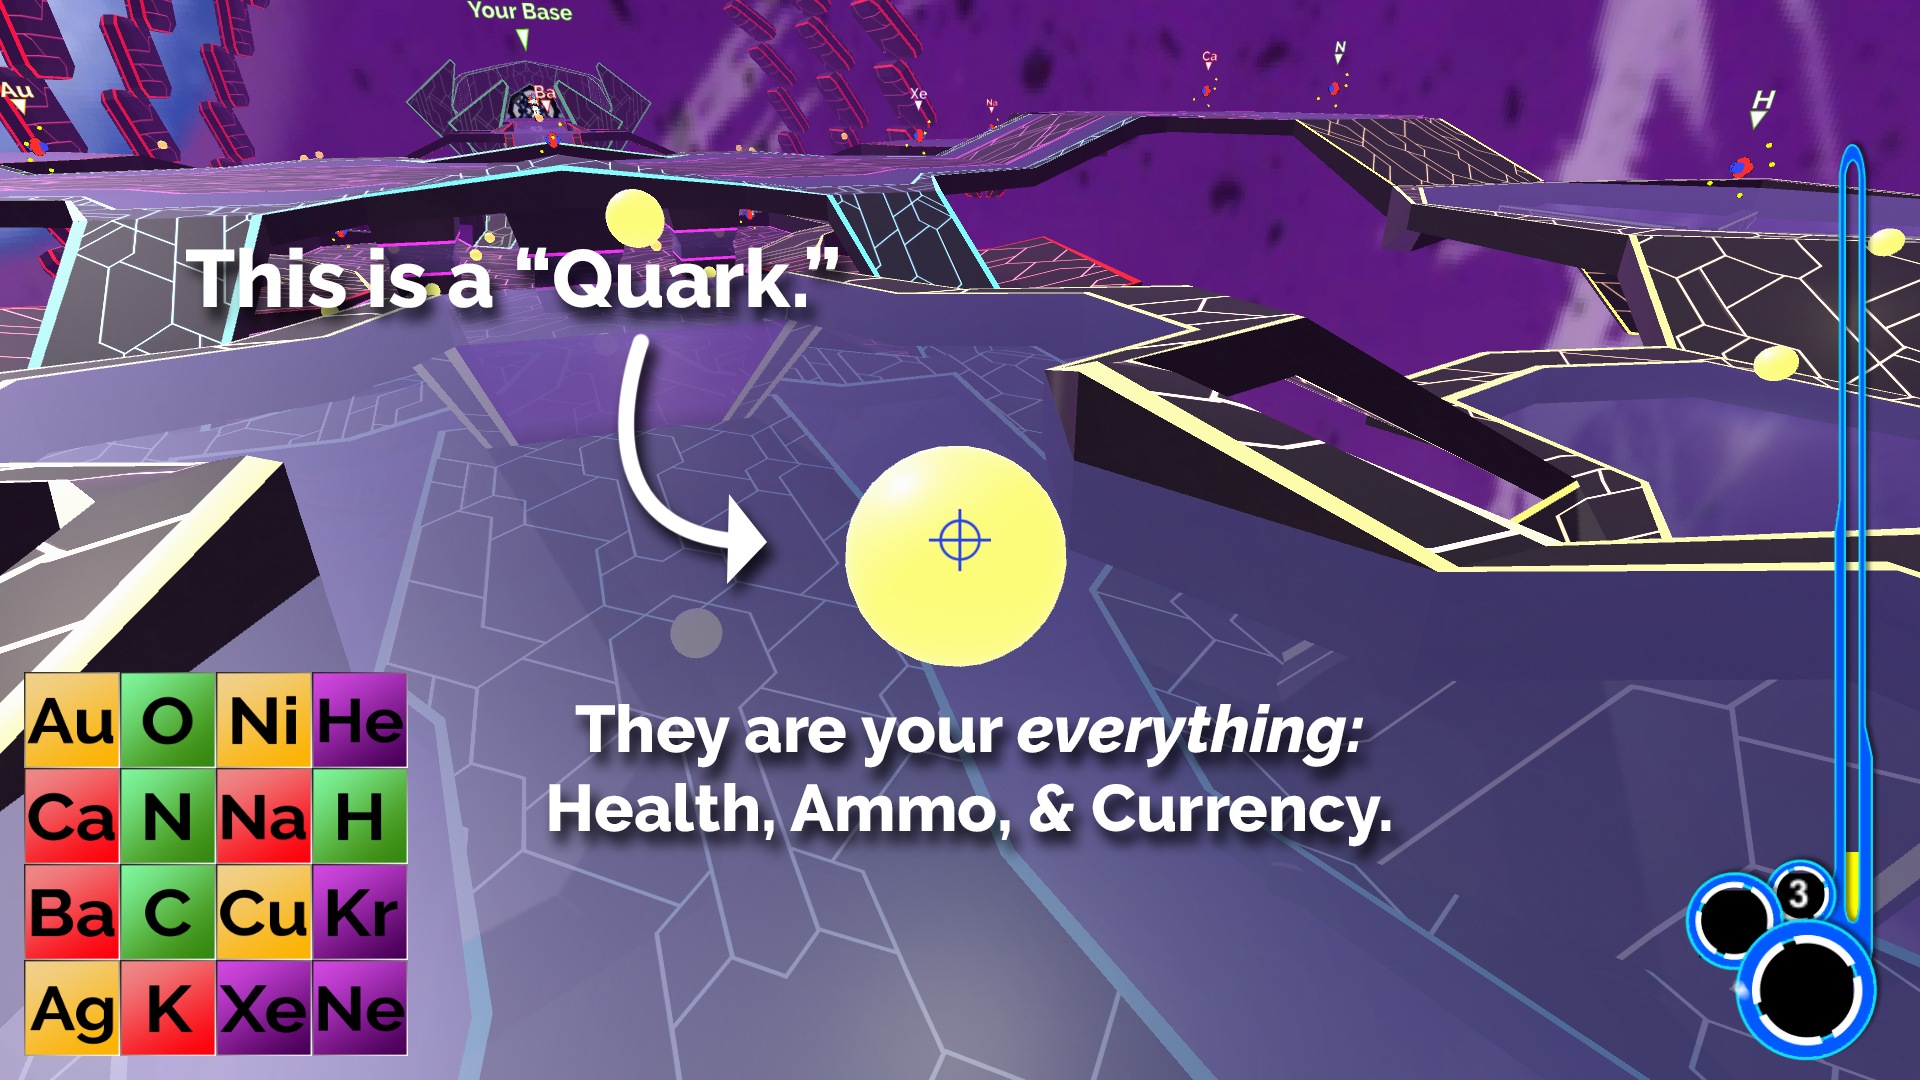 Your Base
Au
Ba
Xe
Na
Ca
N
H
This is a “Quark.”
They are your everything:
Health, Ammo, & Currency.
Au O Ni He
Ca N Na H
Ba C Cu Kr
Ag K Xe Ne
3